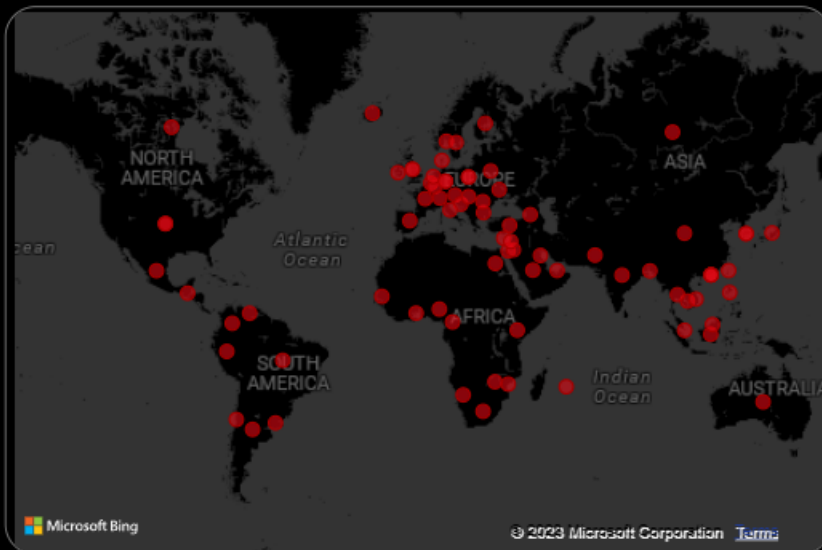 NORTH
AMERICA
EUROPE
ASIA
cean
Atlantic
Ocean
AFRICA
SOUTH
AMERICA
Indian
Ocean
AUSTRALIA
Microsoft Bing
© 2023 Microsoft Corporation Terms